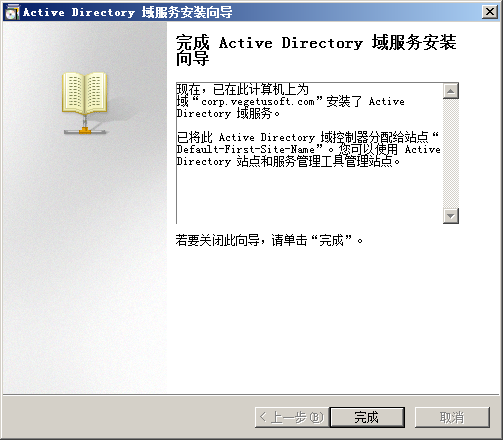 Active Directory 域服务安装向导
完成 Active Directory 域服务安装
向导
现在，已在此计算机上为
域“corp.vegetusoft.com”安装了 Active
Directory 域服务。
已将此 Active Directory 域控制器分配给站点“
Default-First-Site-Name”。您可以使用 Active
Directory 站点和服务管理工具管理站点。
若要关闭此向导，请单击“完成”。
< 上一步(B) 完成 取消